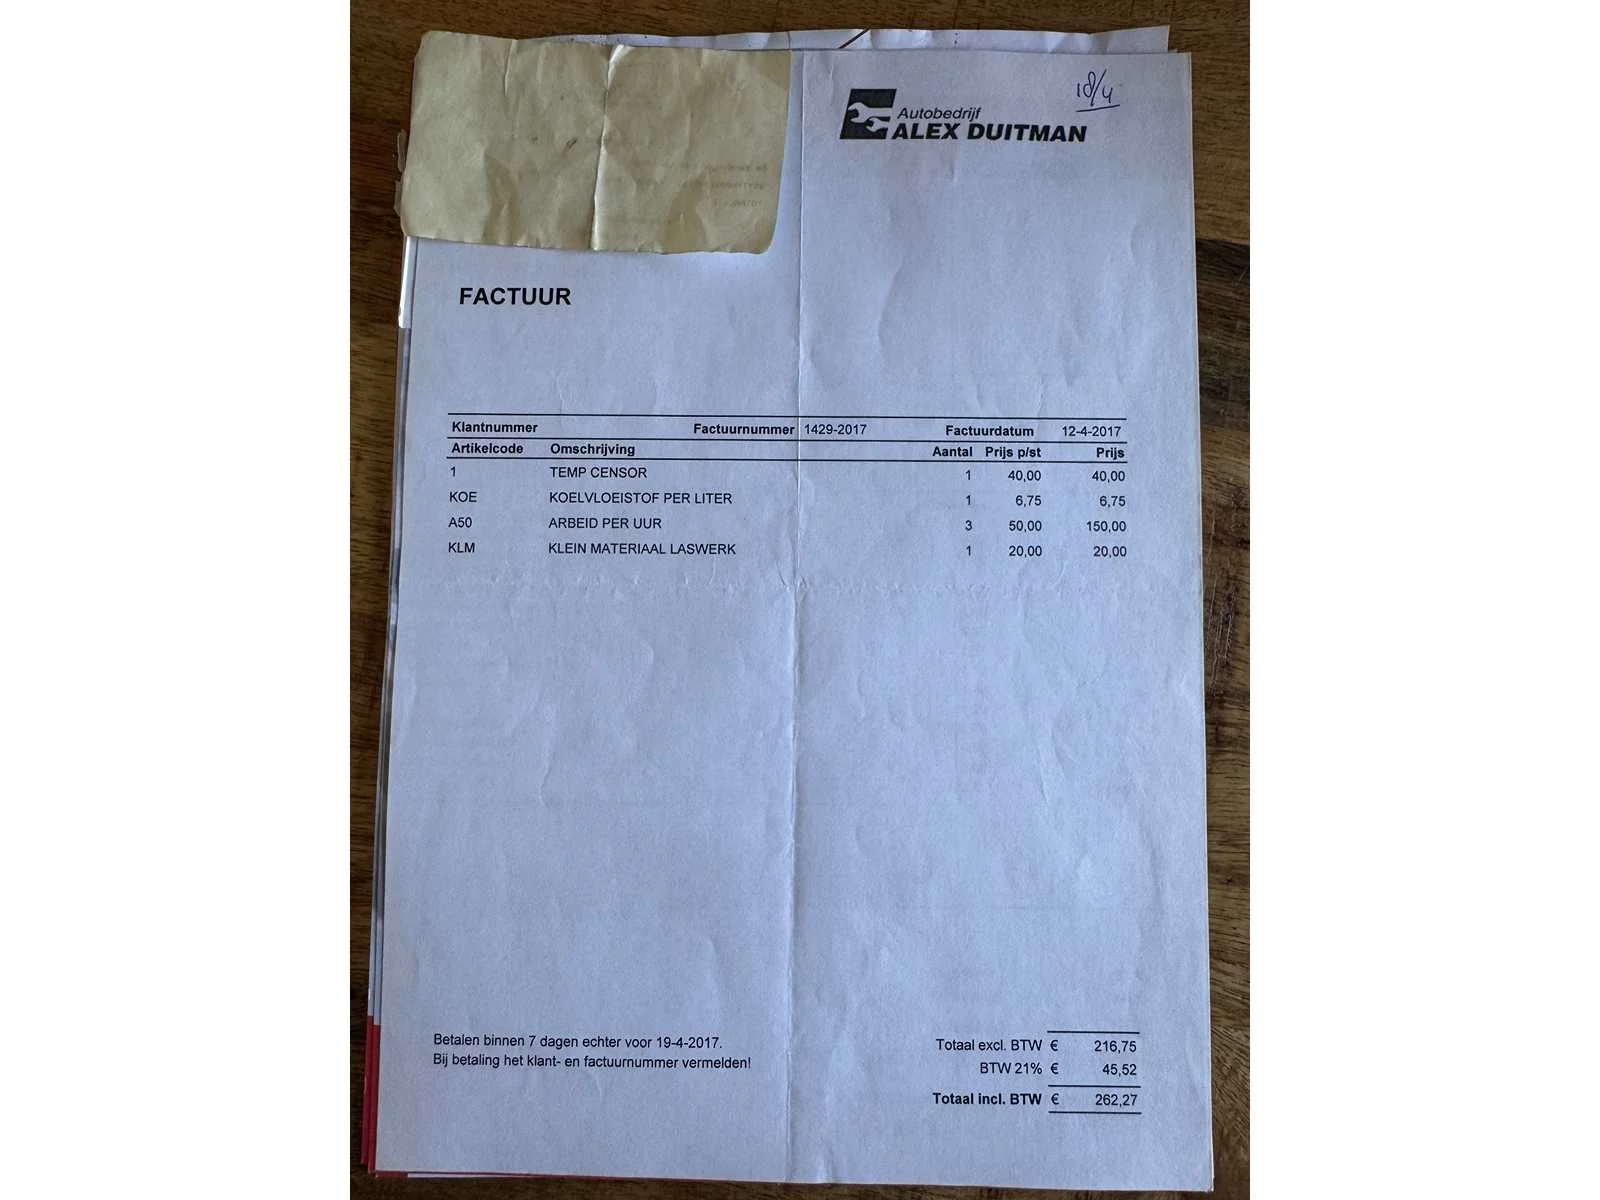 18/4
Autobedrijf
ALEX DUITMAN
FACTUUR
Klantnummer Factuurnummer 1429-2017 Factuurdatum 12-4-2017
Artikelcode Omschrijving Aantal Prijs p/st Prijs
1 TEMP CENSOR 1 40,00 40,00
KOE KOELVLOEISTOF PER LITER 1 6,75 6,75
A50 ARBEID PER UUR 3 50,00 150,00
KLM KLEIN MATERIAAL LASWERK 1 20,00 20,00
Betalen binnen 7 dagen echter voor 19-4-2017.
Bij betaling het klant- en factuurnummer vermelden!
Totaal excl. BTW € 216,75
BTW 21% € 45,52
Totaal incl. BTW € 262,27